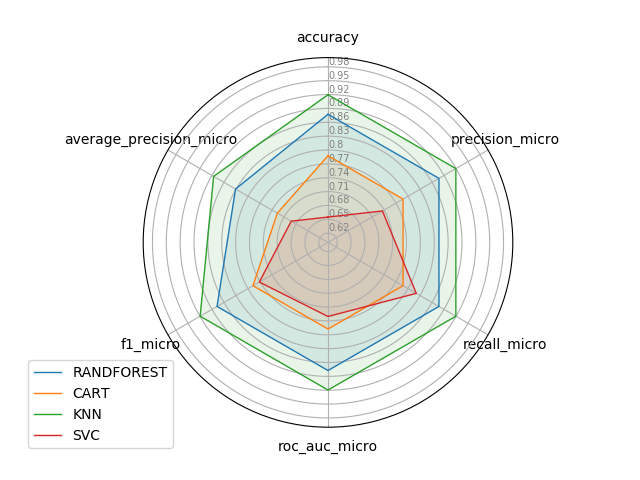 accuracy
0.98
0.95
0.92
0.89
0.86
0.83
0.8
0.77
0.74
0.71
0.68
0.65
0.62
average_precision_micro
precision_micro
f1_micro
recall_micro
roc_auc_micro
RANDFOREST
CART
KNN
SVC